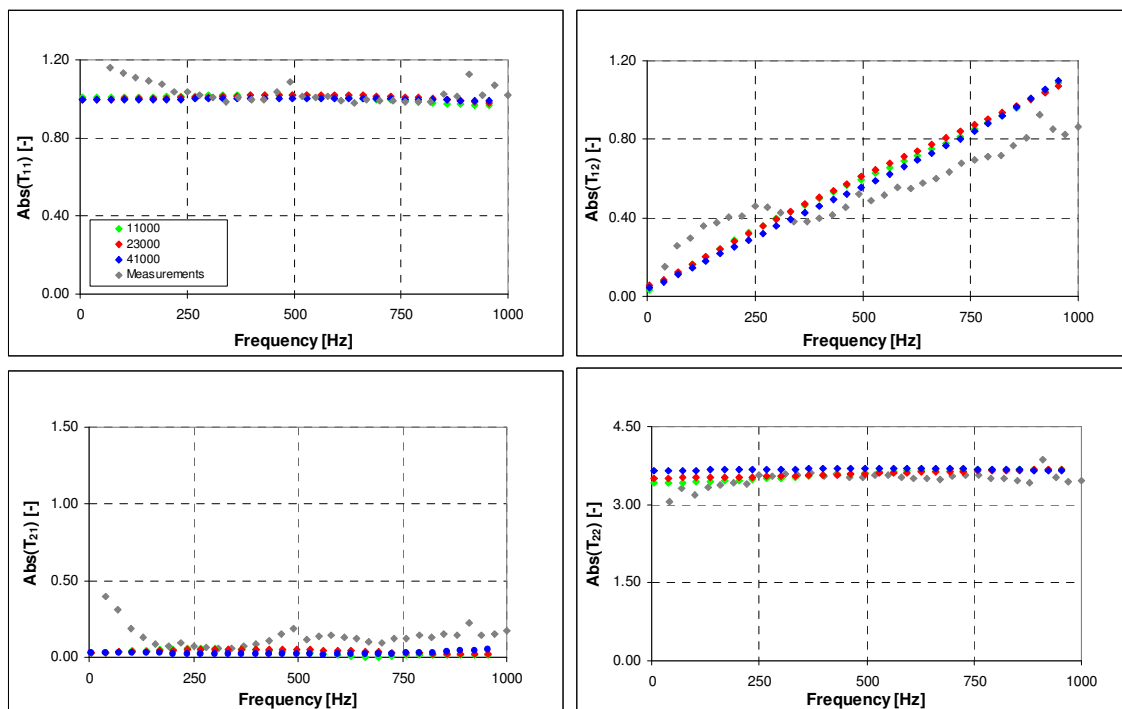 1.20
0.80
0.40
0.00
Abs(T11) [-]
11000
23000
41000
Measurements
0 250 500 750 1000
Frequency [Hz]
1.20
0.80
0.40
0.00
Abs(T12) [-]
0 250 500 750 1000
Frequency [Hz]
1.50
1.00
0.50
0.00
Abs(T21) [-]
0 250 500 750 1000
Frequency [Hz]
4.50
3.00
1.50
0.00
Abs(T22) [-]
0 250 500 750 1000
Frequency [Hz]